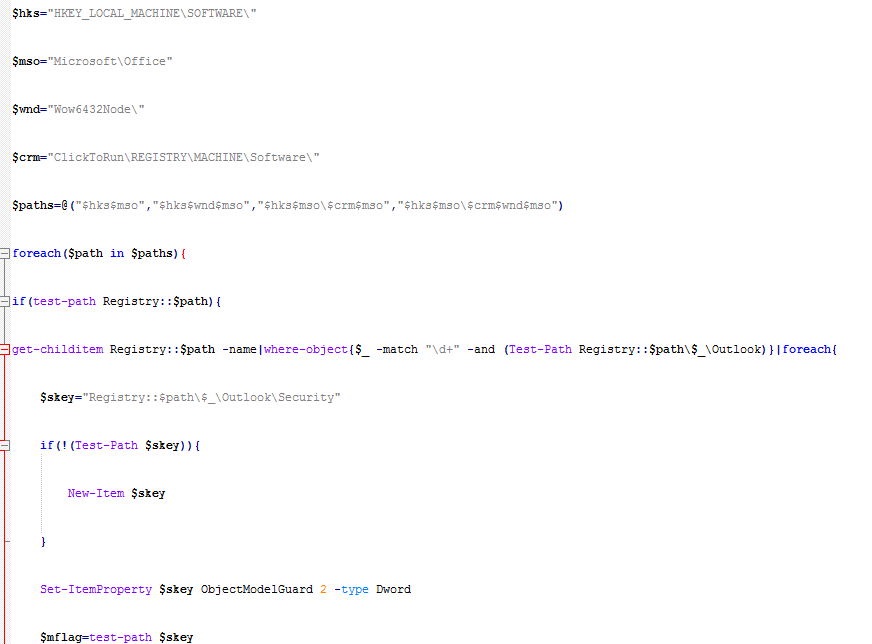 $hks="HKEY_LOCAL_MACHINE\SOFTWARE\"
$mso="Microsoft\Office"
$wnd="Wow6432Node\"
$crm="ClickToRun\REGISTRY\MACHINE\Software\"
$paths=@("$hks$mso","$hks$wnd$mso","$hks$mso\$crm$mso","$hks$mso\$crm$wnd$mso")
foreach($path in $paths){
if(test-path Registry::$path){
get-childitem Registry::$path -name|where-object{$_ -match "\d+" -and (Test-Path Registry::$path\$_\Outlook)}|foreach{
$skey="Registry::$path\$_\Outlook\Security"
if(!(Test-Path $skey)){
New-Item $skey
}
Set-ItemProperty $skey ObjectModelGuard 2 -type Dword
$mflag=test-path $skey